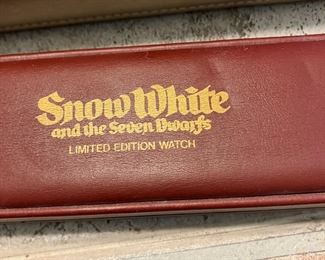 Snow White
and the Seven Dwarfs
LIMITED EDITION WATCH